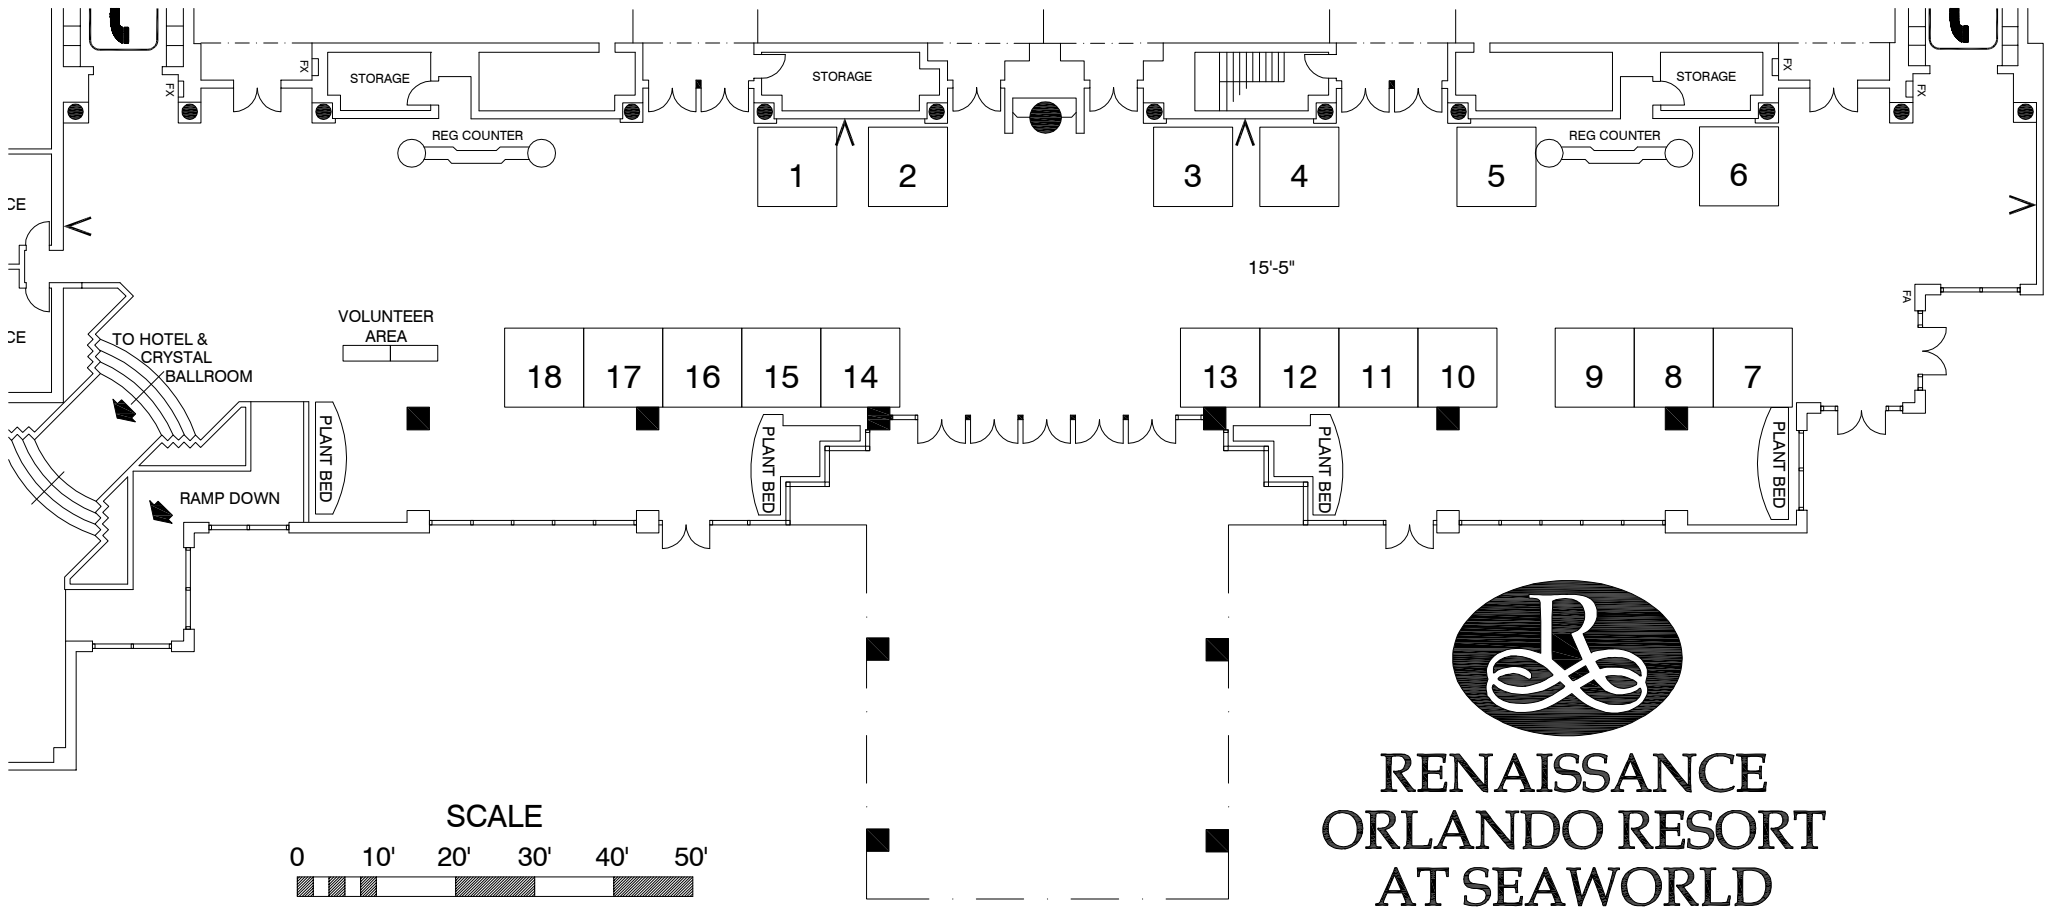 FX
FX
STORAGE
STORAGE
STORAGE
FX
FX
REG COUNTER
REG COUNTER
1
2
3
4
5
6
CE
<
>
15'-5"
FA
CE
VOLUNTEER
AREA
TO HOTEL &
CRYSTAL
BALLROOM
18
17
16
15
14
13
12
11
10
9
8
7
PLANT BED
PLANT BED
PLANT BED
PLANT BED
RAMP DOWN
R
RENAISSANCE
ORLANDO RESORT
AT SEAWORLD
SCALE
0 10' 20' 30' 40' 50'